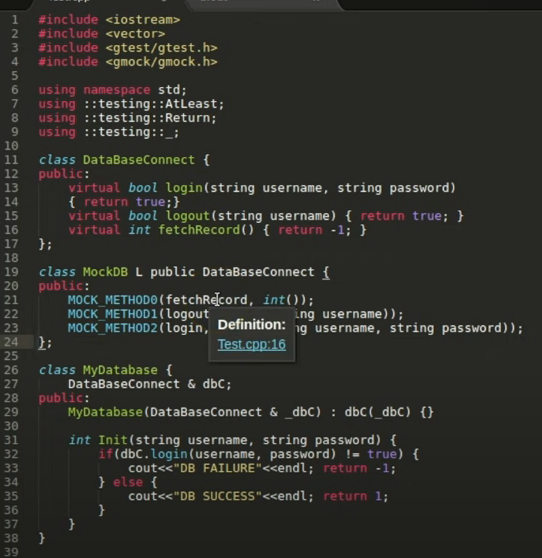 1 #include <iostream>
2 #include <vector>
3 #include <gtest/gtest.h>
4 #include <gmock/gmock.h>
5
6 using namespace std;
7 using ::testing::AtLeast;
8 using ::testing::Return;
9 using ::testing::_;
10
11 class DataBaseConnect {
12 public:
13     virtual bool login(string username, string password)
14     { return true;}
15     virtual bool logout(string username) { return true; }
16     virtual int fetchRecord() { return -1; }
17 };
18
19 class MockDB L public DataBaseConnect {
20 public:
21     MOCK_METHOD0(fetchRecord, int());
22     MOCK_METHOD1(logout username));
23     MOCK_METHOD2(login, ng username, string password));
Definition:
Test.cpp:16
24 };
25
26 class MyDatabase {
27     DataBaseConnect & dbC;
28 public:
29     MyDatabase(DataBaseConnect & _dbC) : dbC(_dbC) {}
30
31     int Init(string username, string password) {
32         if(dbC.login(username, password) != true) {
33             cout<<"DB FAILURE"<<endl; return -1;
34         } else {
35             cout<<"DB SUCCESS"<<endl; return 1;
36         }
37     }
38 }
39